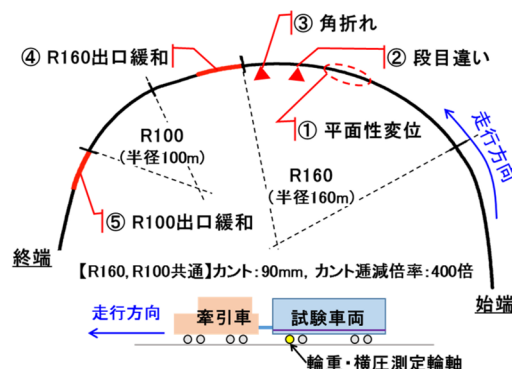 ③ 角折れ
④ R160出口緩和
② 段目違い
① 平面性変位
走行方向
R100
(半径100m)
R160
(半径160m)
⑤ R100出口緩和
終端
【R160, R100共通】カント:90mm, カント逓減倍率:400倍
始端
走行方向
牽引車
試験車両
輪重・横圧測定輪軸